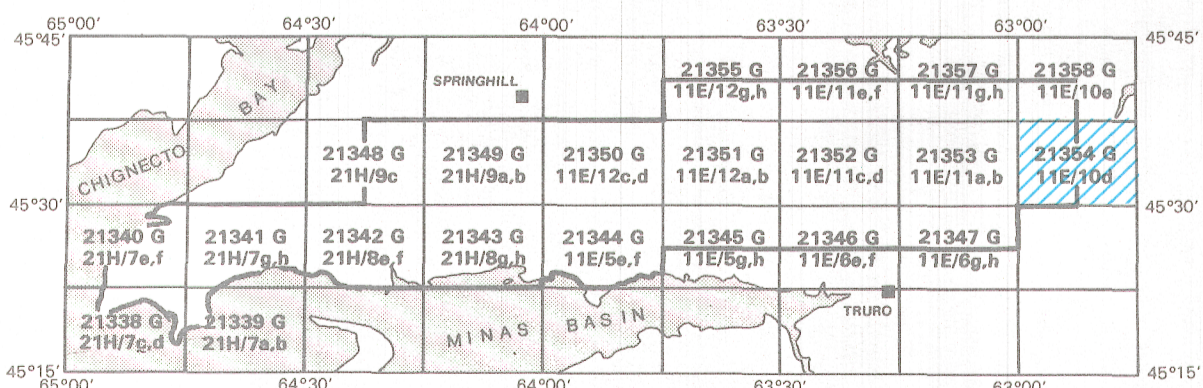 65°00' 64°30' 64°00' 63°30' 63°00'
45°45' 45°45'
SPRINGHILL
BAY
CHIGNECTO
21355 G 21356 G 21357 G 21358 G
11E/12g,h 11E/11e,f 11E/11g,h 11E/10e
21348 G 21349 G 21350 G 21351 G 21352 G 21353 G 21354 G
21H/9c 21H/9a,b 11E/12c,d 11E/12a,b 11E/11c,d 11E/11a,b 11E/10d
45°30' 45°30'
21340 G 21341 G 21342 G 21343 G 21344 G 21345 G 21346 G 21347 G
21H/7e,f 21H/7g,h 21H/8e,f 21H/8g,h 11E/5e,f 11E/5g,h 11E/6e,f 11E/6g,h
TRURO
MINAS BASIN
21338 G 21339 G
21H/7c,d 21H/7a,b
45°15' 45°15'
65°00' 64°30' 64°00' 63°30' 63°00'